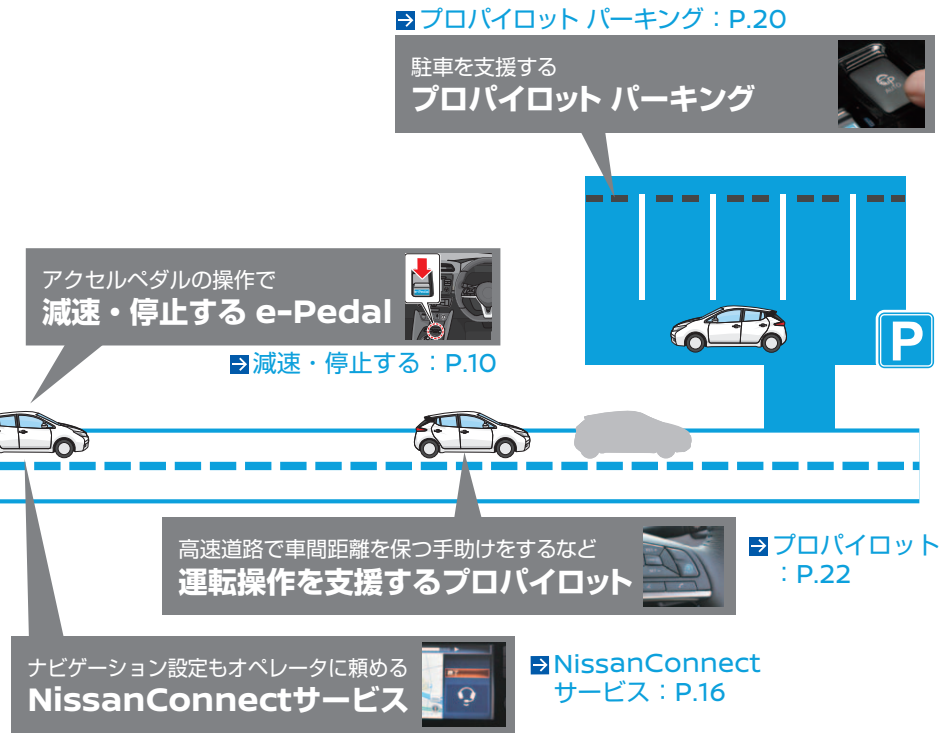 プロパイロット パーキング：P.20
駐車を支援する
プロパイロット パーキング
アクセルペダルの操作で
減速・停止する e-Pedal
減速・停止する：P.10
P
高速道路で車間距離を保つ手助けをするなど
運転操作を支援するプロパイロット
プロパイロット
：P.22
ナビゲーション設定もオペレータに頼める
NissanConnectサービス
NissanConnect
サービス：P.16